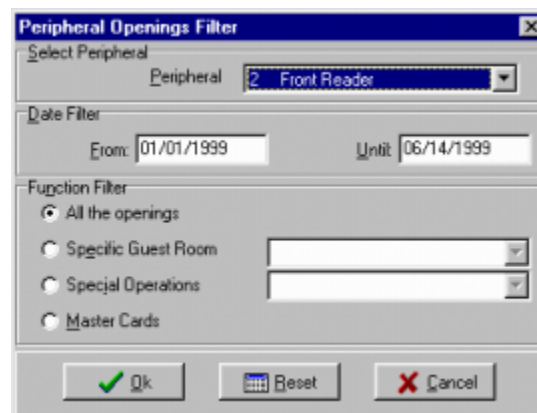 Peripheral Openings Filter
Select Peripheral
Peripheral 2 Front Reader
Date Filter
From: 01/01/1999 Until: 06/14/1999
Function Filter
All the openings
Specific Guest Room
Special Operations
Master Cards
Ok Reset Cancel